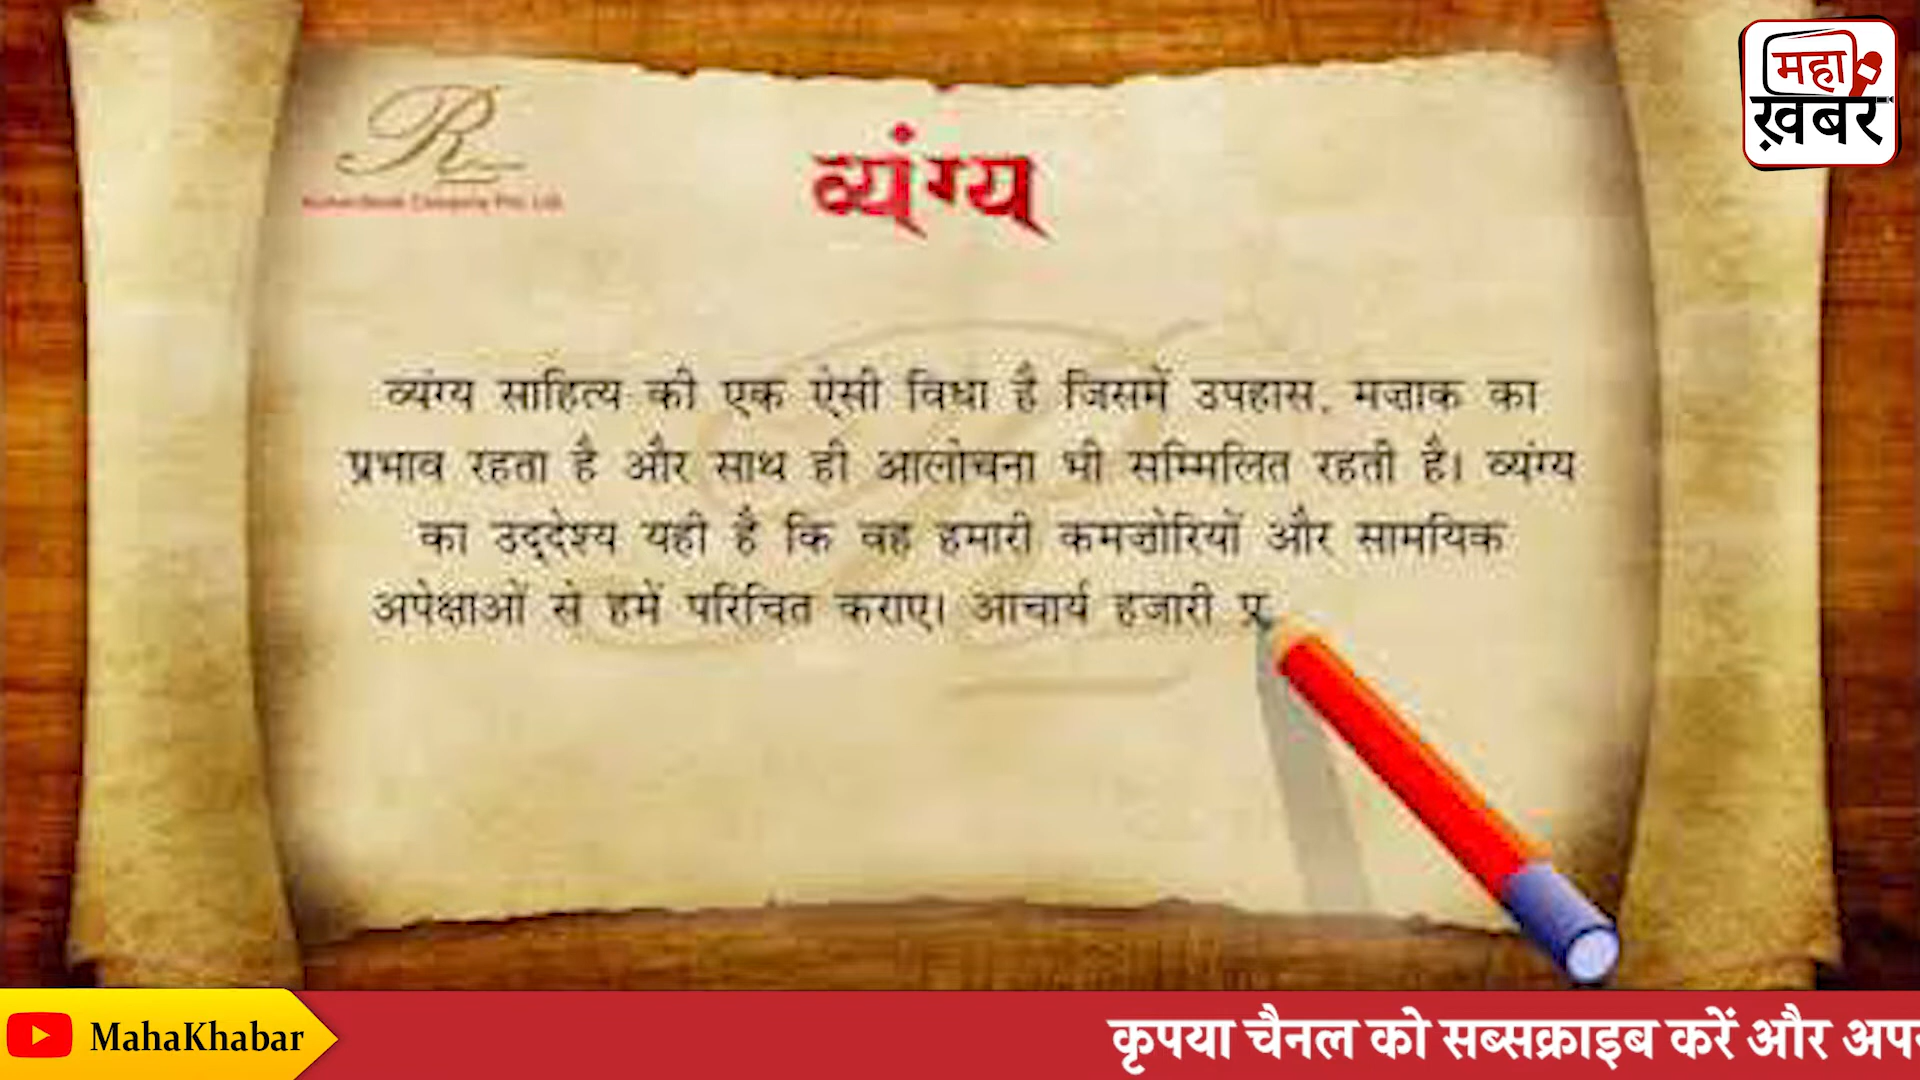 महा
ख़बर
R
व्यंग्य
व्यंग्य साहित्य की एक ऐसी विधा है जिसमें उपहास, मज़ाक का
प्रभाव रहता है और साथ ही आलोचना भी सम्मिलित रहती है। व्यंग्य
का उद्देश्य यही है कि वह हमारी कमज़ोरियों और सामयिक
अपेक्षाओं से हमें परिचित कराए। आचार्य हजारी प्र
MahaKhabar
कृपया चैनल को सब्सक्राइब करें और अपन